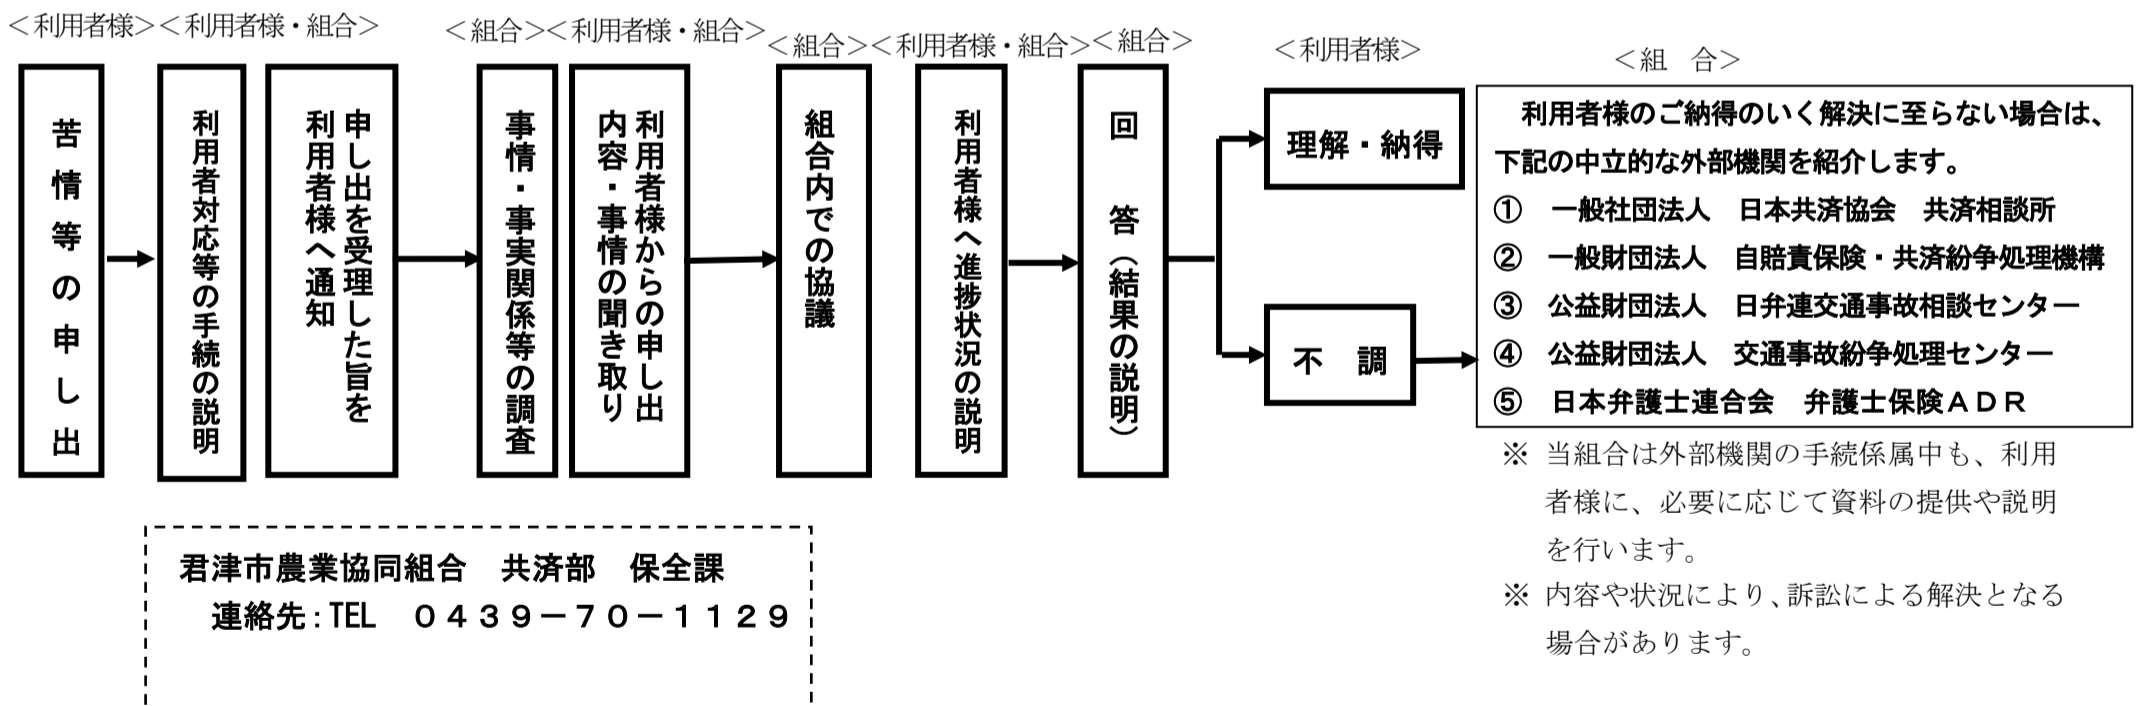 ＜利用者様＞
＜利用者様・組合＞
＜組合＞
＜利用者様・組合＞
＜組合＞
＜利用者様・組合＞
＜組合＞
＜利用者様＞
＜組　合＞
苦情等の申し出
利用者対応等の手続の説明
申し出を受理した旨を
利用者様へ通知
事情・事実関係等の調査
利用者様からの申し出
内容・事情の聞き取り
組合内での協議
利用者様へ進捗状況の説明
回　答（結果の説明）
理解・納得
不　調
利用者様のご納得のいく解決に至らない場合は、
下記の中立的な外部機関を紹介します。
①　一般社団法人　日本共済協会　共済相談所
②　一般財団法人　自賠責保険・共済紛争処理機構
③　公益財団法人　日弁連交通事故相談センター
④　公益財団法人　交通事故紛争処理センター
⑤　日本弁護士連合会　弁護士保険ＡＤＲ
※ 当組合は外部機関の手続係属中も、利用
者様に、必要に応じて資料の提供や説明
を行います。
※ 内容や状況により、訴訟による解決となる
場合があります。
君津市農業協同組合　共済部　保全課
連絡先：TEL　０４３９－７０－１１２９